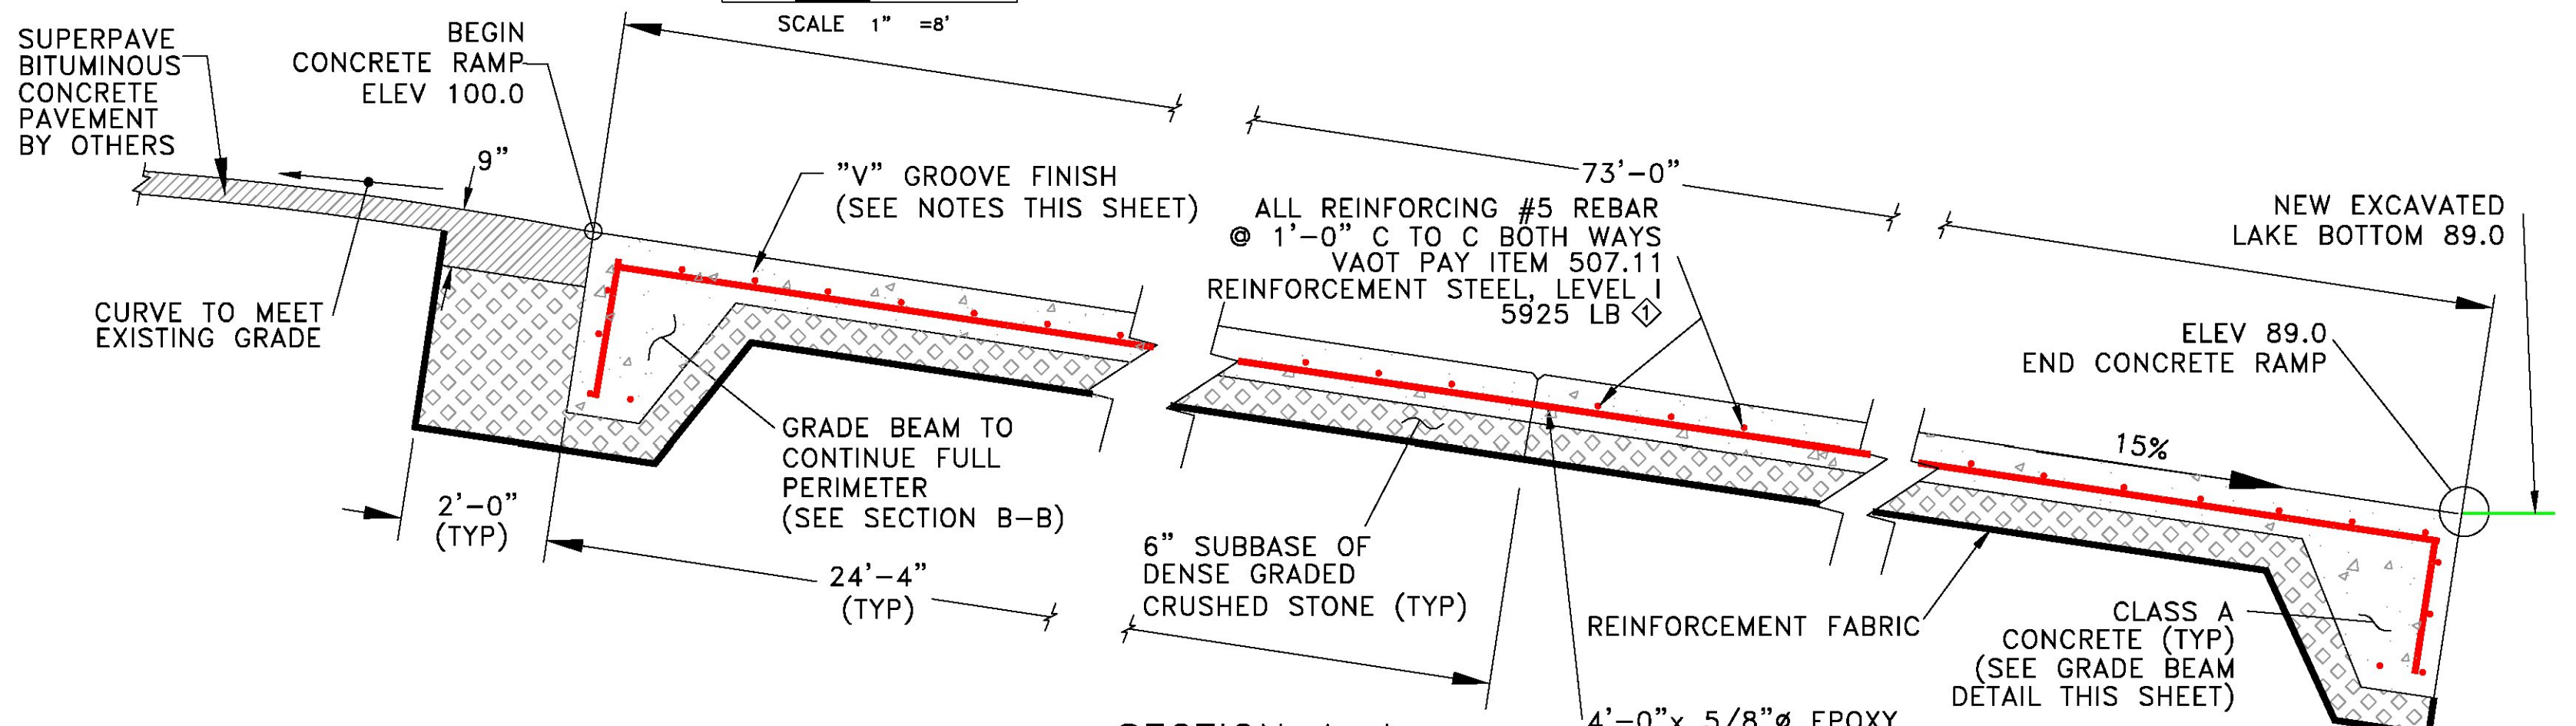 SCALE 1" =8'
SUPERPAVE
BITUMINOUS
CONCRETE
PAVEMENT
BY OTHERS
BEGIN
CONCRETE RAMP
ELEV 100.0
9"
"V" GROOVE FINISH
(SEE NOTES THIS SHEET)
73'-0"
ALL REINFORCING #5 REBAR
@ 1'-0" C TO C BOTH WAYS
VAOT PAY ITEM 507.11
REINFORCEMENT STEEL, LEVEL I
5925 LB 1
NEW EXCAVATED
LAKE BOTTOM 89.0
ELEV 89.0
END CONCRETE RAMP
CURVE TO MEET
EXISTING GRADE
15%
GRADE BEAM TO
CONTINUE FULL
PERIMETER
(SEE SECTION B-B)
2'-0"
(TYP)
24'-4"
(TYP)
6" SUBBASE OF
DENSE GRADED
CRUSHED STONE (TYP)
REINFORCEMENT FABRIC
CLASS A
CONCRETE (TYP)
(SEE GRADE BEAM
DETAIL THIS SHEET)
4'-0"x 5/8"ø EPOXY